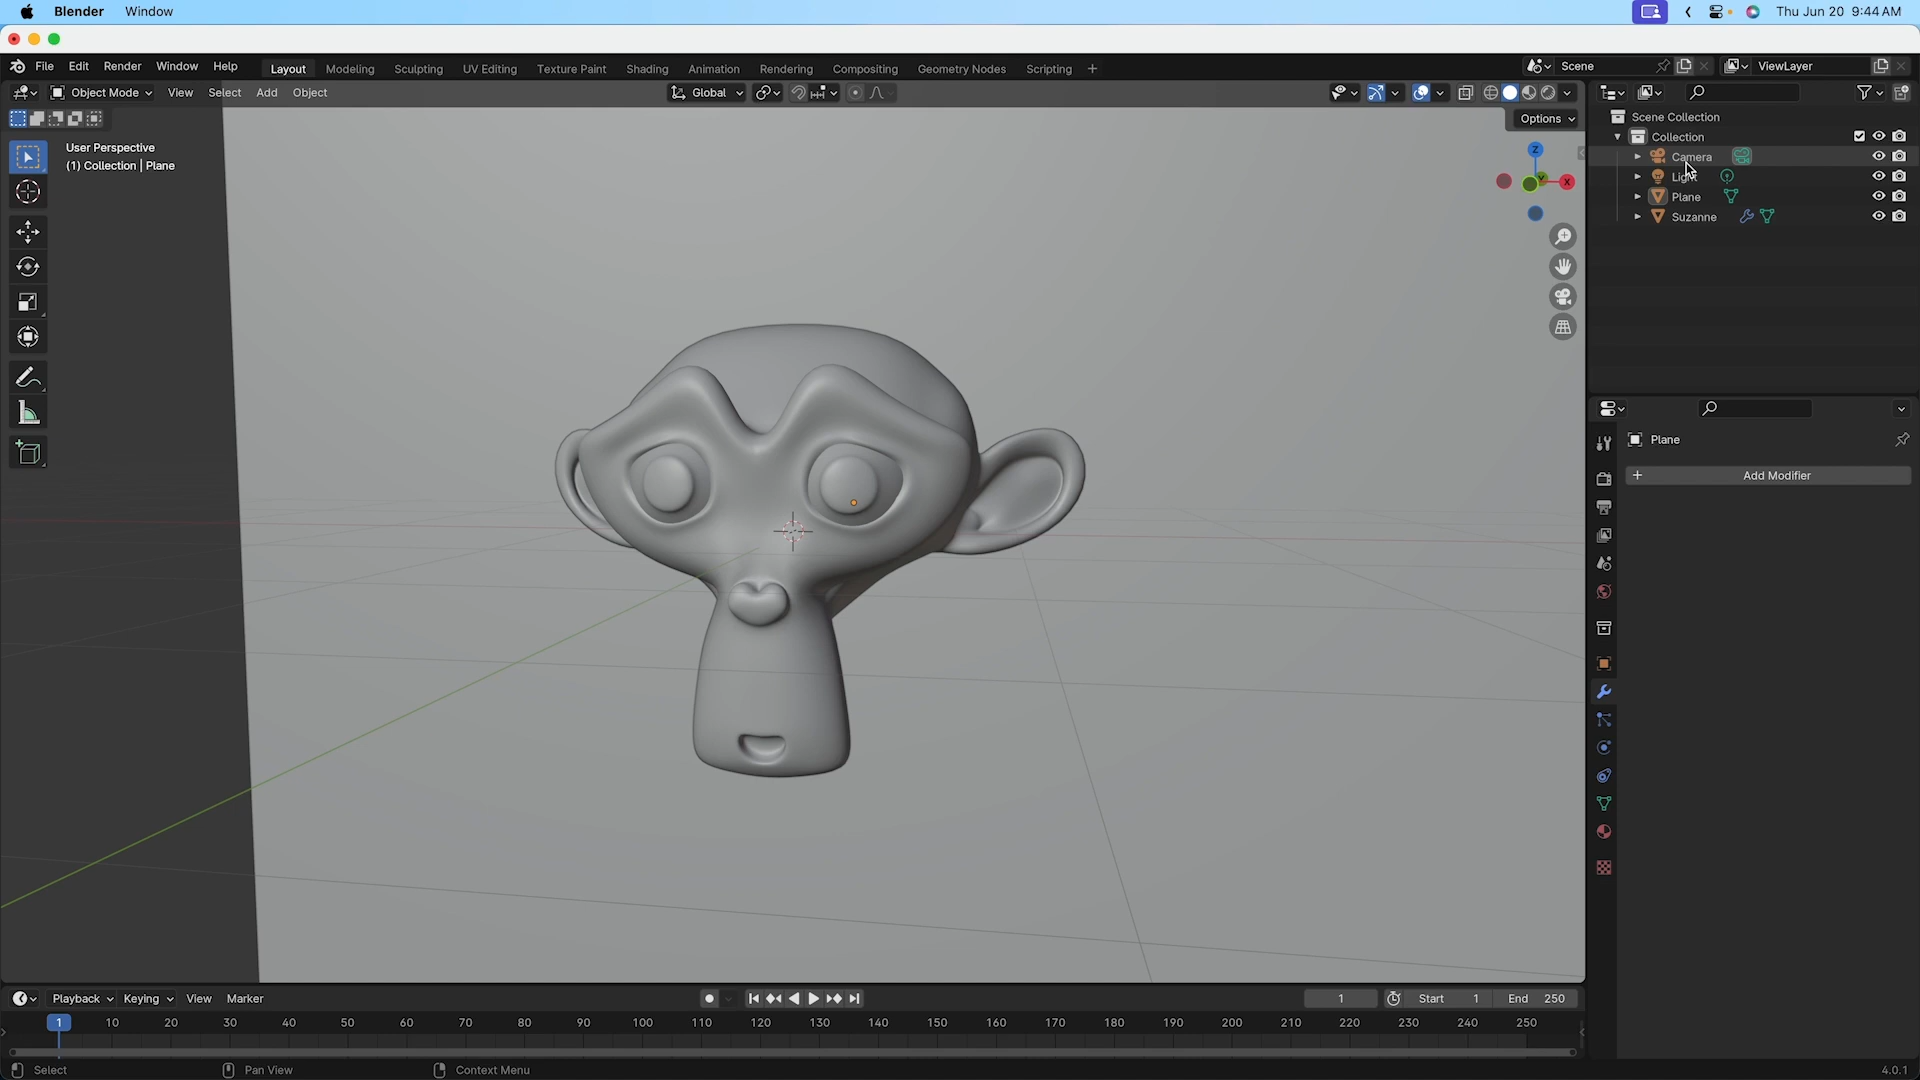 Blender Window Thu Jun 20 9:44 AM
File Edit Render Window Help Layout Modeling Sculpting UV Editing Texture Paint Shading Animation Rendering Compositing Geometry Nodes Scripting + Scene ViewLayer
Object Mode View Select Add Object Global
Options
User Perspective
(1) Collection | Plane
Z
Y
X
Scene Collection
Collection
Camera
Light
Plane
Suzanne
Plane
+ Add Modifier
Playback Keying View Marker 1 Start 1 End 250
1 10 20 30 40 50 60 70 80 90 100 110 120 130 140 150 160 170 180 190 200 210 220 230 240 250
Select Pan View Context Menu 4.0.1